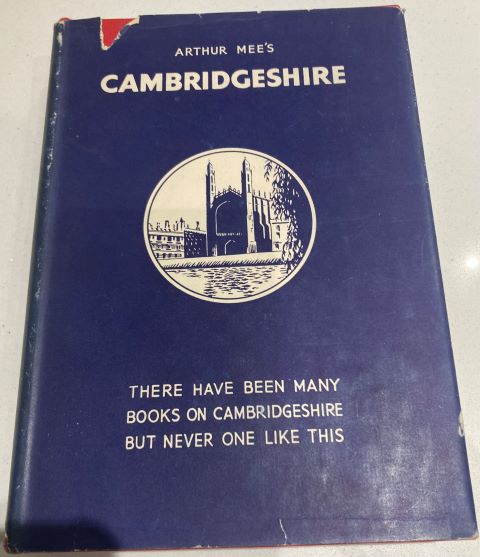 ARTHUR MEE'S
CAMBRIDGESHIRE
THERE HAVE BEEN MANY
BOOKS ON CAMBRIDGESHIRE
BUT NEVER ONE LIKE THIS